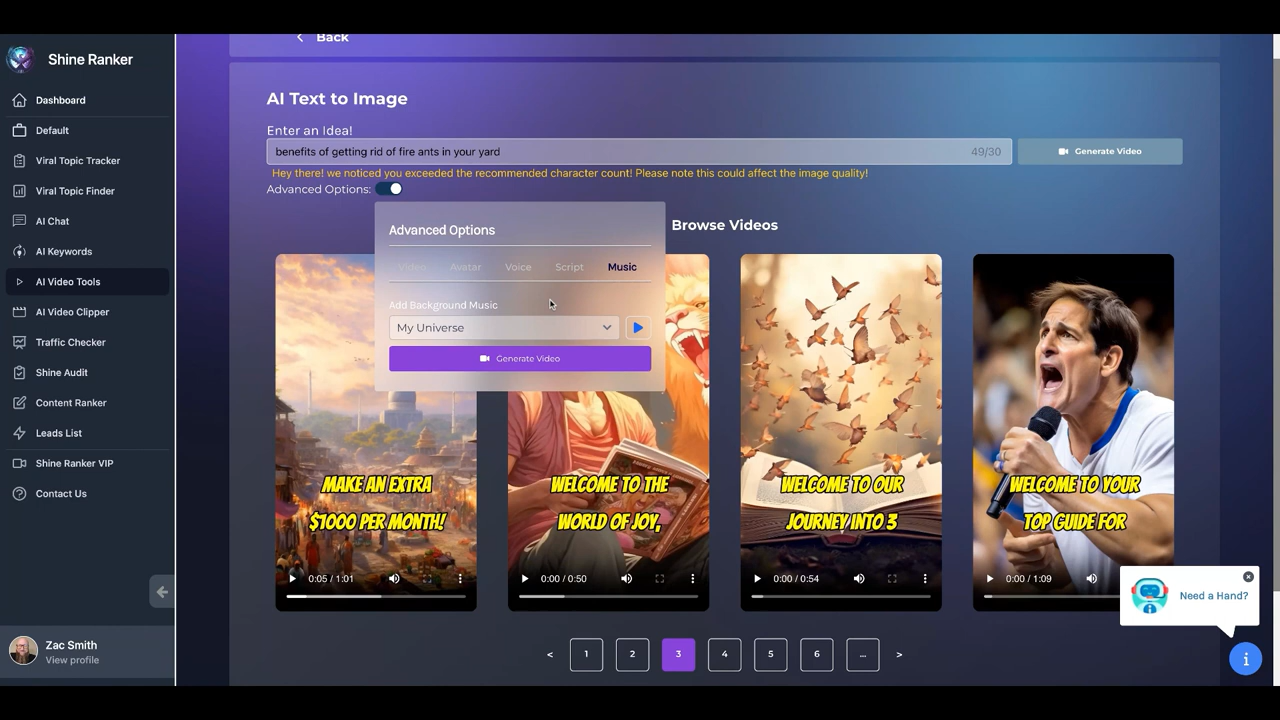 Shine Ranker
Dashboard
Default
Viral Topic Tracker
Viral Topic Finder
AI Chat
AI Keywords
AI Video Tools
AI Video Clipper
Traffic Checker
Shine Audit
Content Ranker
Leads List
Shine Ranker VIP
Contact Us
Zac Smith
View profile
Back
AI Text to Image
Enter an Idea!
benefits of getting rid of fire ants in your yard
49/30
Generate Video
Hey there! we noticed you exceeded the recommended character count! Please note this could affect the image quality!
Advanced Options:
Advanced Options
Video Avatar Voice Script Music
Add Background Music
My Universe
Generate Video
Browse Videos
MAKE AN EXTRA
$1000 PER MONTH!
0:05 / 1:01
WELCOME TO THE
WORLD OF JOY,
0:00 / 0:50
WELCOME TO OUR
JOURNEY INTO 3
0:00 / 0:54
WELCOME TO YOUR
TOP GUIDE FOR
0:00 / 1:09
Need a Hand?
< 1 2 3 4 5 6 ... >